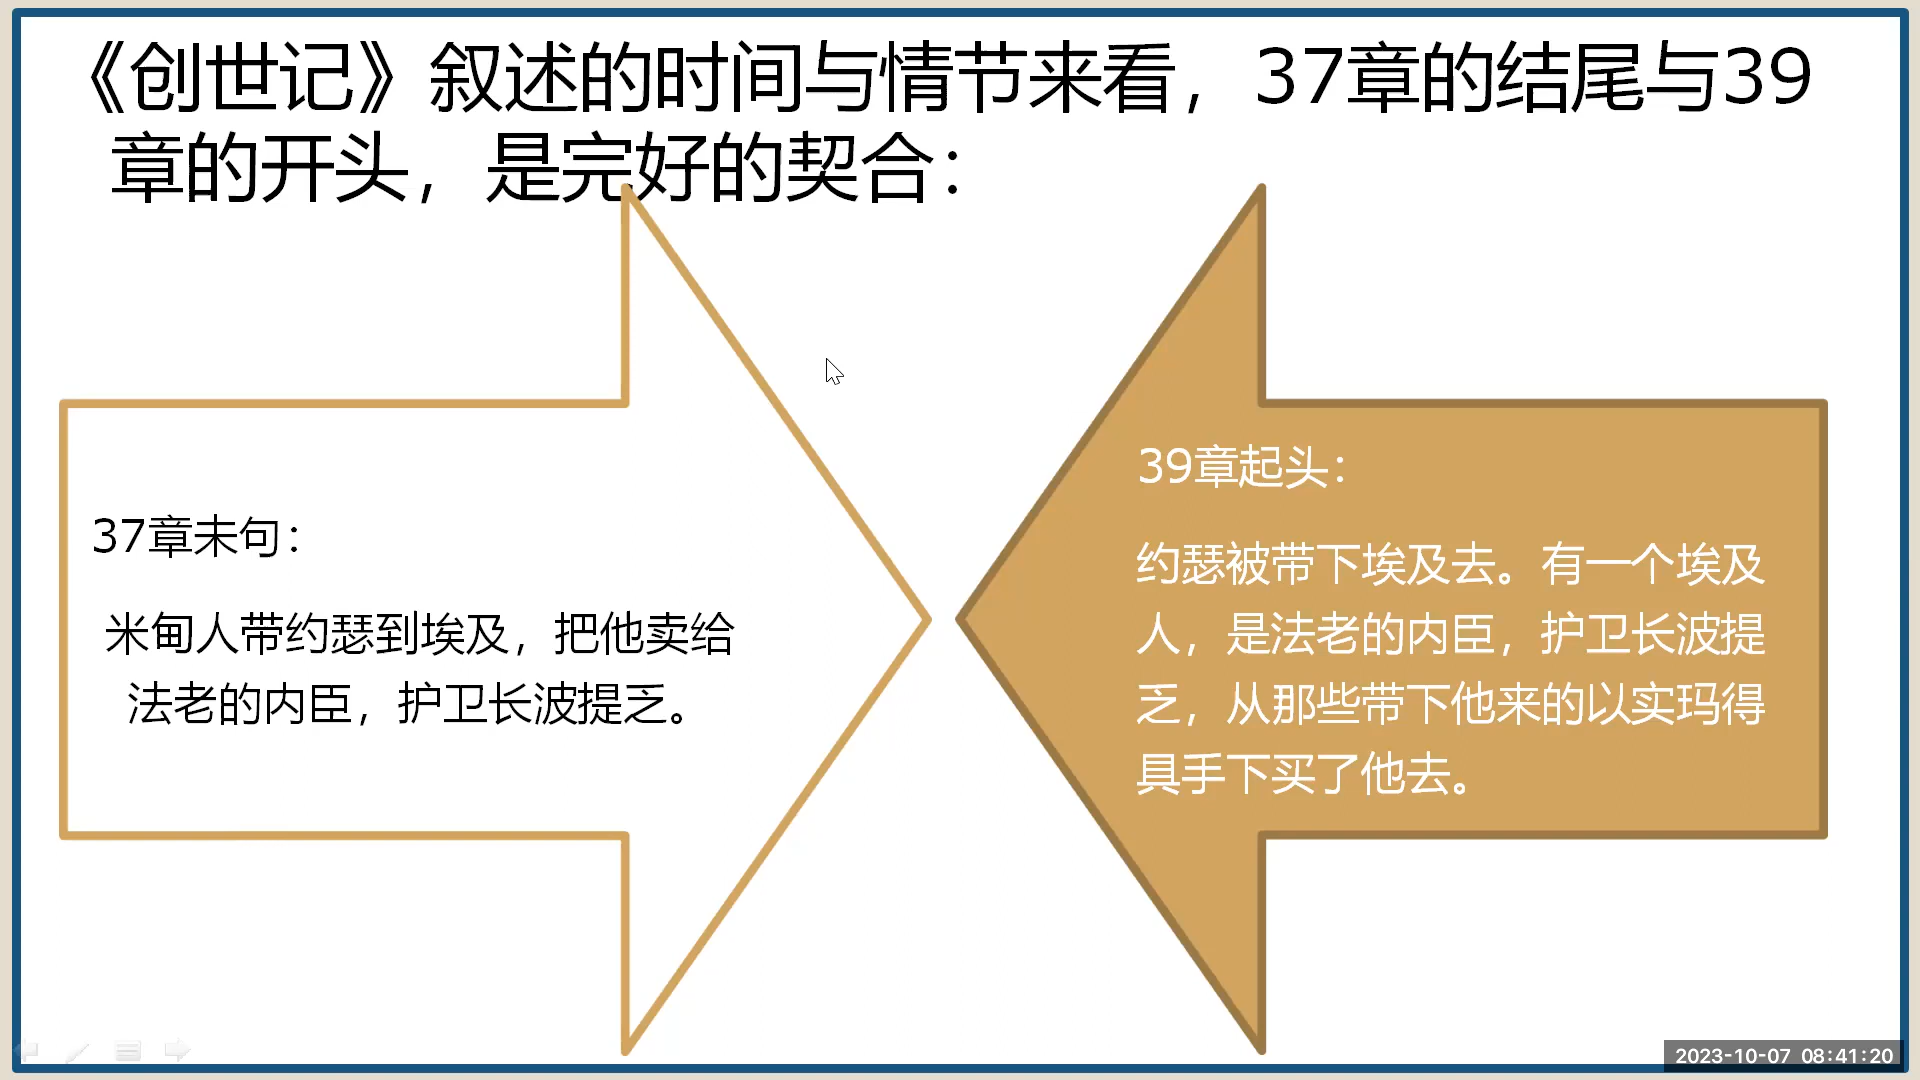 《创世记》叙述的时间与情节来看，37章的结尾与39
章的开头，是完好的契合：
37章未句：
米甸人带约瑟到埃及，把他卖给
法老的内臣，护卫长波提乏。
39章起头：
约瑟被带下埃及去。有一个埃及
人，是法老的内臣，护卫长波提
乏，从那些带下他来的以实玛得
具手下买了他去。
2023-10-07 08:41:20